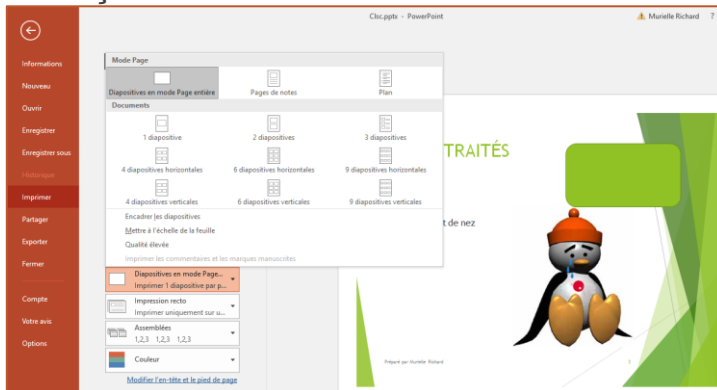 Clsc.pptx - PowerPoint
Murielle Richard ?
Informations
Nouveau
Ouvrir
Enregistrer
Enregistrer sous
Historique
Imprimer
Partager
Exporter
Fermer
Compte
Votre avis
Options
Mode Page
Diapositives en mode Page entière
Pages de notes
Plan
Documents
1 diapositive
2 diapositives
3 diapositives
4 diapositives horizontales
6 diapositives horizontales
9 diapositives horizontales
4 diapositives verticales
6 diapositives verticales
9 diapositives verticales
Encadrer les diapositives
Mettre à l'échelle de la feuille
Qualité élevée
Imprimer les commentaires et les marques manuscrites
Diapositives en mode Page...
Imprimer 1 diapositive par p...
Impression recto
Imprimer uniquement sur u...
Assemblées
1,2,3 1,2,3 1,2,3
Couleur
Modifier l'en-tête et le pied de page
TRAITÉS
t de nez
Préparé par Murielle Richard